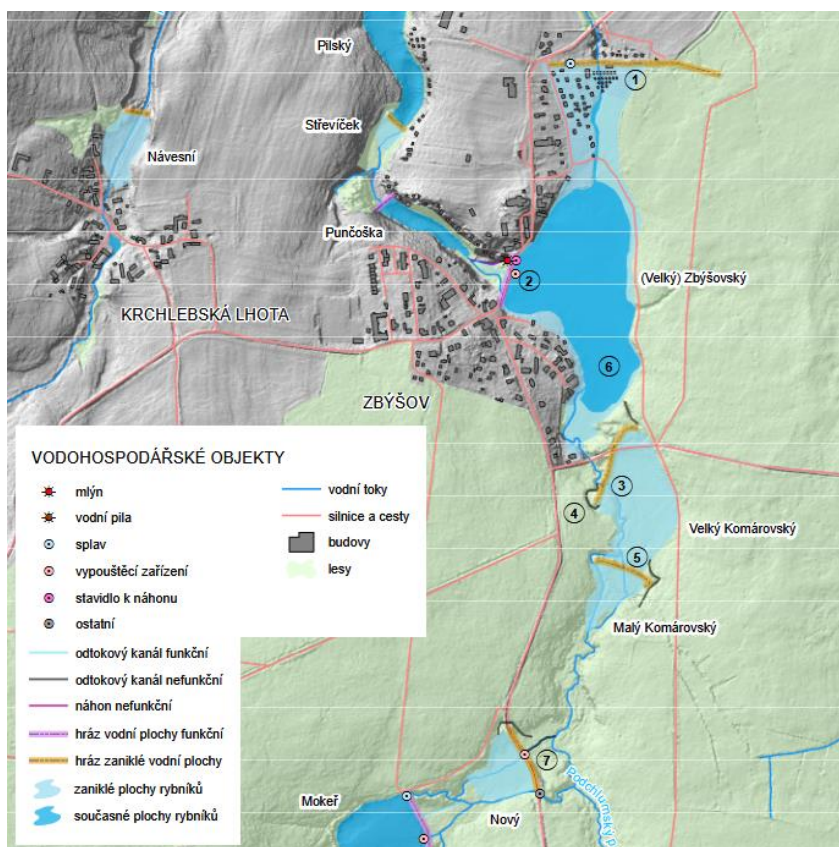 Pilský
1
Střevíček
Návesní
Punčoška
2
(Velký) Zbýšovský
KRCHLEBSKÁ LHOTA
6
ZBÝŠOV
3
4
Velký Komárovský
5
Malý Komárovský
7
Podchlumský p.
Mokeř
Nový
VODOHOSPODÁŘSKÉ OBJEKTY
mlýn
vodní pila
splav
vypouštěcí zařízení
stavidlo k náhonu
ostatní
odtokový kanál funkční
odtokový kanál nefunkční
náhon nefunkční
hráz vodní plochy funkční
hráz zaniklé vodní plochy
zaniklé plochy rybníků
současné plochy rybníků
vodní toky
silnice a cesty
budovy
lesy